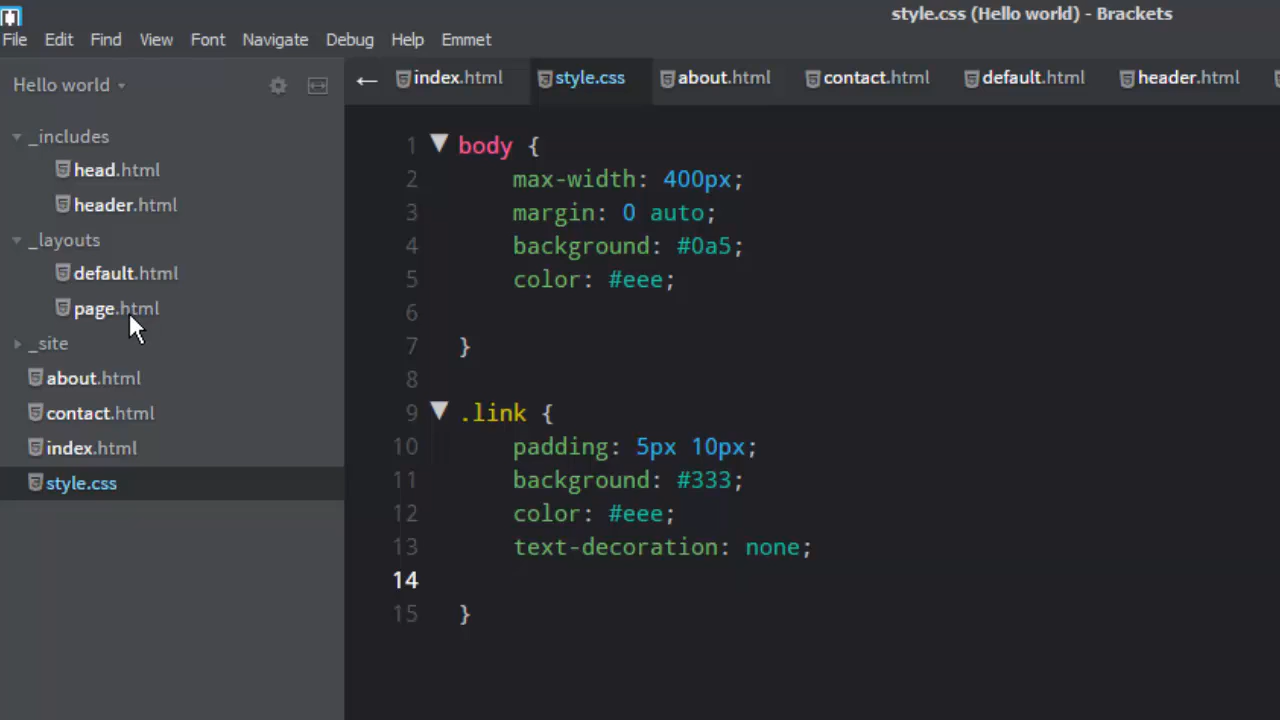 style.css (Hello world) - Brackets
File Edit Find View Font Navigate Debug Help Emmet
Hello world
index.html style.css about.html contact.html default.html header.html
_includes
head.html
header.html
_layouts
default.html
page.html
_site
about.html
contact.html
index.html
style.css
1 body {
2 max-width: 400px;
3 margin: 0 auto;
4 background: #0a5;
5 color: #eee;
6
7 }
8
9 .link {
10 padding: 5px 10px;
11 background: #333;
12 color: #eee;
13 text-decoration: none;
14
15 }